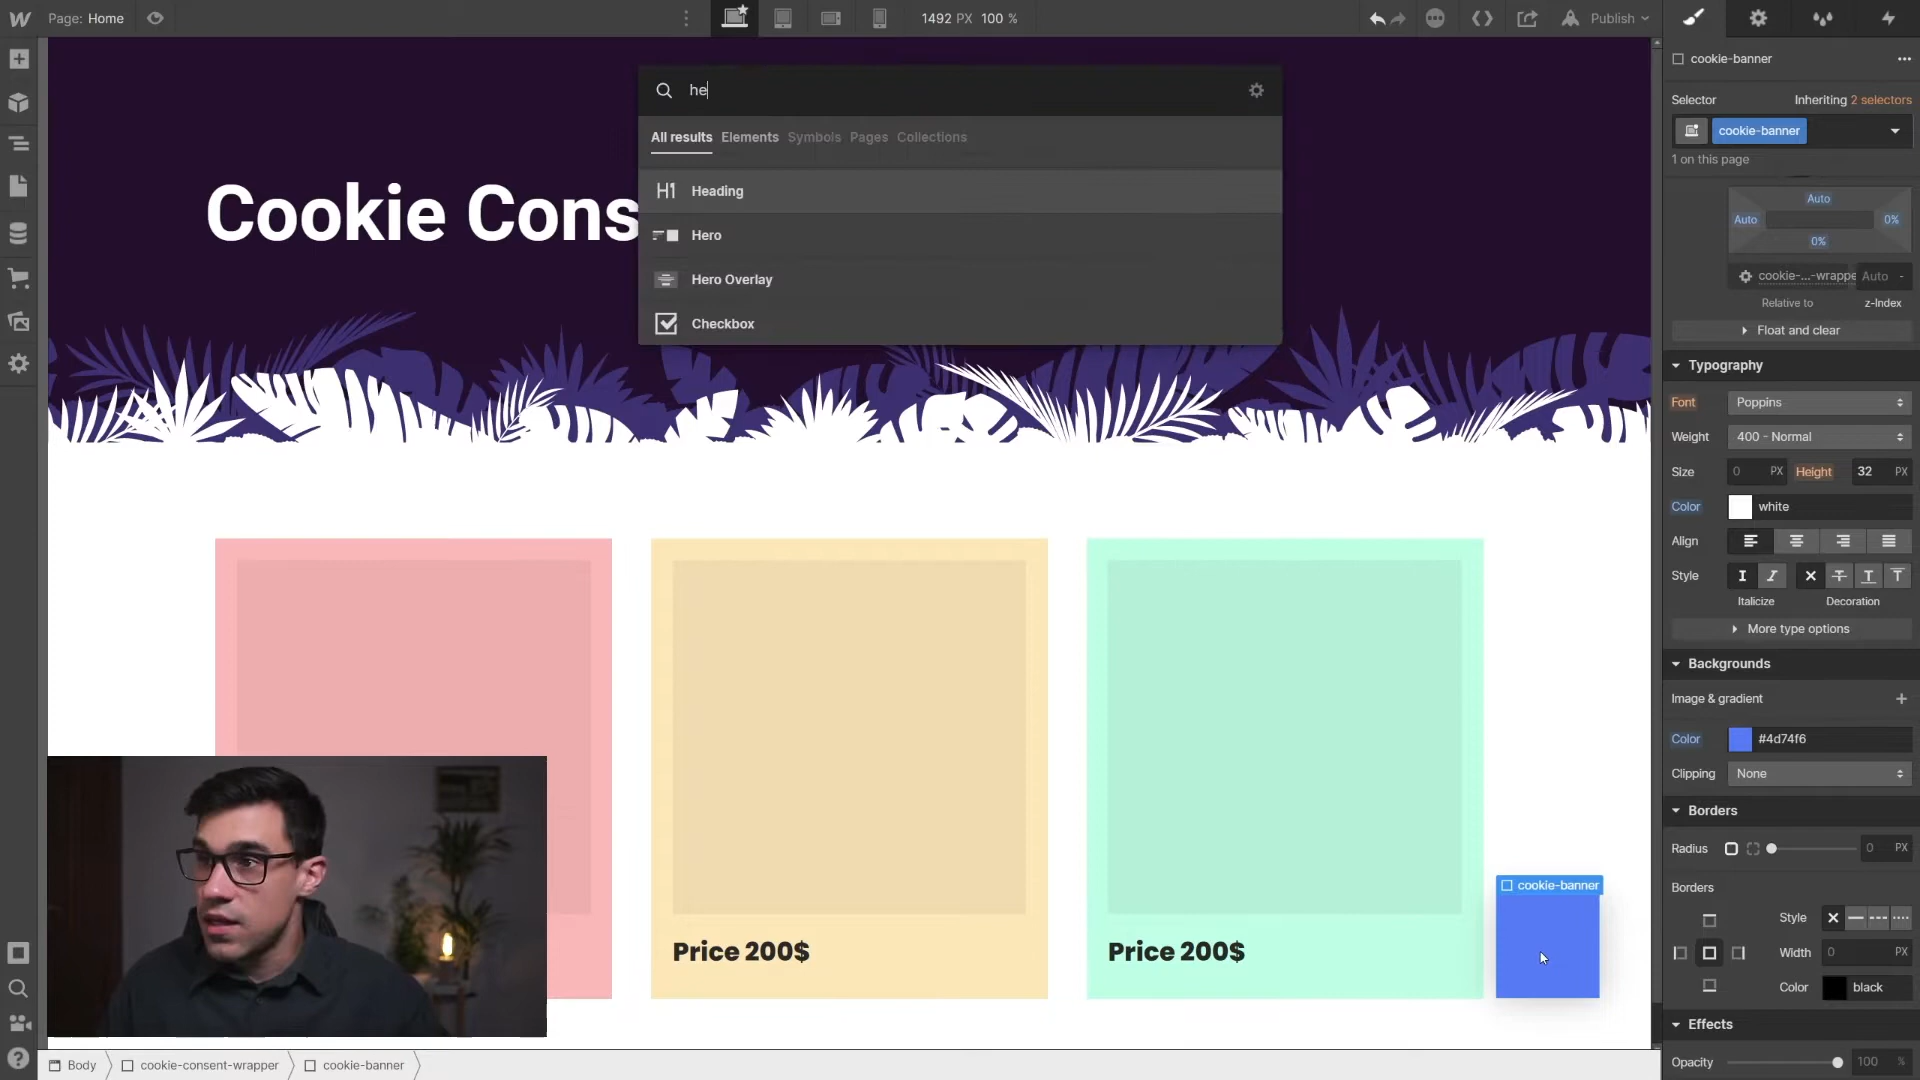 Page: Home
1492 PX 100 %
Publish
he
All results Elements Symbols Pages Collections
H1 Heading
Hero
Hero Overlay
Checkbox
Cookie Cons
Price 200$
Price 200$
cookie-banner
Body cookie-consent-wrapper cookie-banner
cookie-banner
Selector Inheriting 2 selectors
cookie-banner
1 on this page
Auto
Auto 0%
0%
cookie-...-wrappe Auto -
Relative to z-Index
Float and clear
Typography
Font Poppins
Weight 400 - Normal
Size 0 PX Height 32 PX
Color white
Align
Style
Italicize Decoration
More type options
Backgrounds
Image & gradient
Color #4d74f6
Clipping None
Borders
Radius 0 PX
Borders
Style
Width 0 PX
Color black
Effects
Opacity 100 %